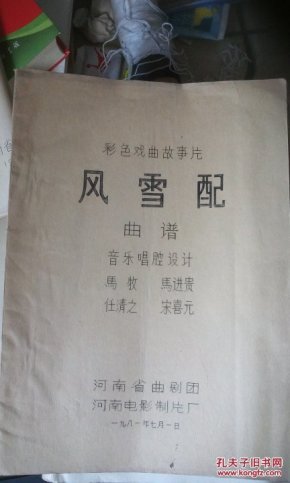 彩色戏曲故事片
风雪配
曲谱
音乐唱腔设计
馬牧 馬进贵
任清之 宋喜元
河南省曲剧团
河南电影制片厂
一九八一年七月一日
孔夫子旧书网
www.kongfz.com